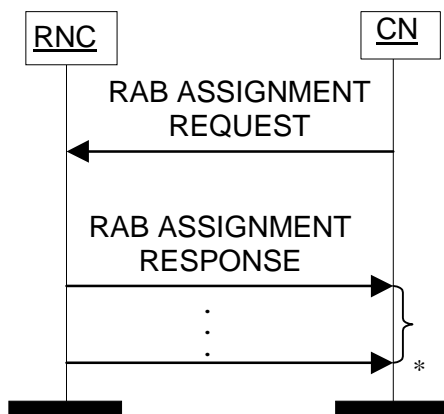 RNC
CN
RAB ASSIGNMENT
REQUEST
RAB ASSIGNMENT
RESPONSE
*